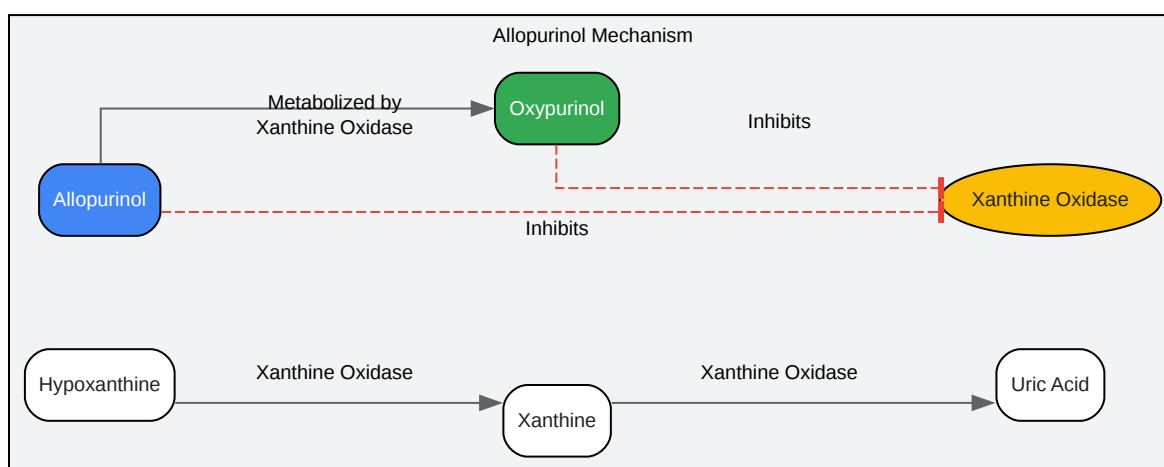 Allopurinol Mechanism
Metabolized by
Xanthine Oxidase
Oxypurinol
Inhibits
Allopurinol
Xanthine Oxidase
Inhibits
Hypoxanthine
Xanthine Oxidase
Xanthine
Xanthine Oxidase
Uric Acid